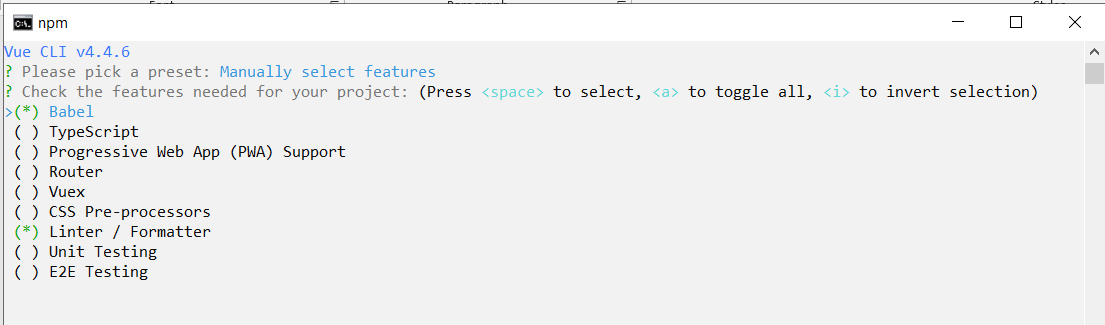 npm
Vue CLI v4.4.6
? Please pick a preset: Manually select features
? Check the features needed for your project: (Press <space> to select, <a> to toggle all, <i> to invert selection)
>(*) Babel
( ) TypeScript
( ) Progressive Web App (PWA) Support
( ) Router
( ) Vuex
( ) CSS Pre-processors
(*) Linter / Formatter
( ) Unit Testing
( ) E2E Testing